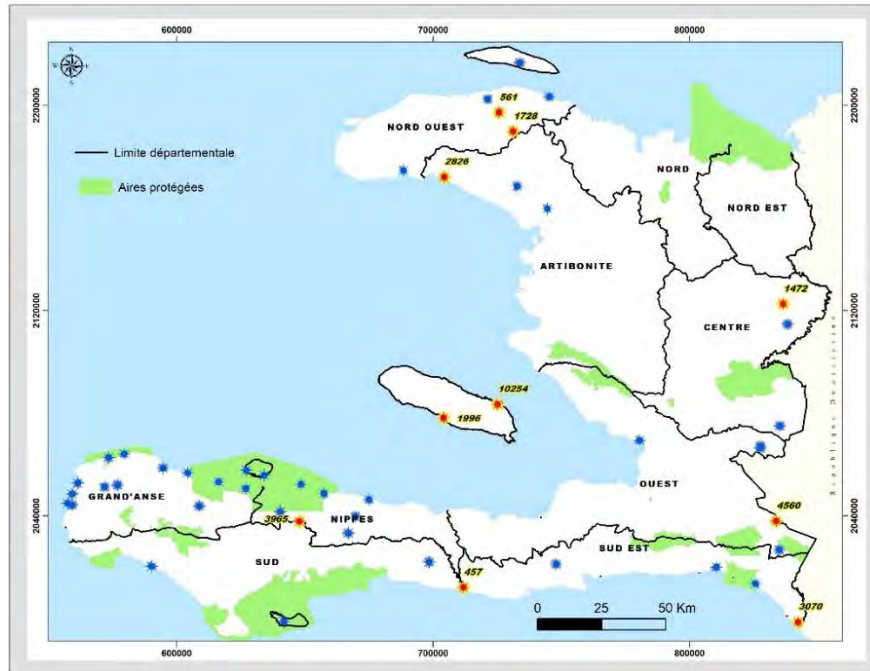 600000 700000 800000
N
W E
S
2200000 2200000
561
1728
NORD OUEST
Limite départementale
2826
NORD
Aires protégées
NORD EST
ARTIBONITE
1472
2120000 2120000
CENTRE
République Dominicaine
10254
1996
OUEST
GRAND'ANSE
4560
3965
NIPPES
2040000 2040000
SUD EST
SUD
457
3070
0 25 50 Km
600000 700000 800000